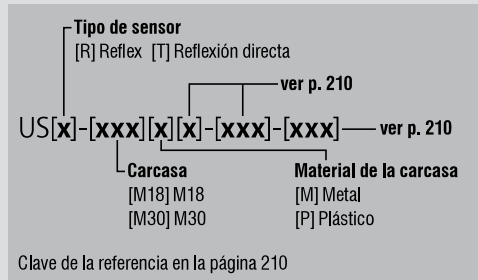 Tipo de sensor
[R] Reflex [T] Reflexión directa
ver p. 210
US[x]-[xxx][x][x]-[xxx]-[xxx] ver p. 210
Carcasa Material de la carcasa
[M18] M18 [M] Metal
[M30] M30 [P] Plástico
Clave de la referencia en la página 210